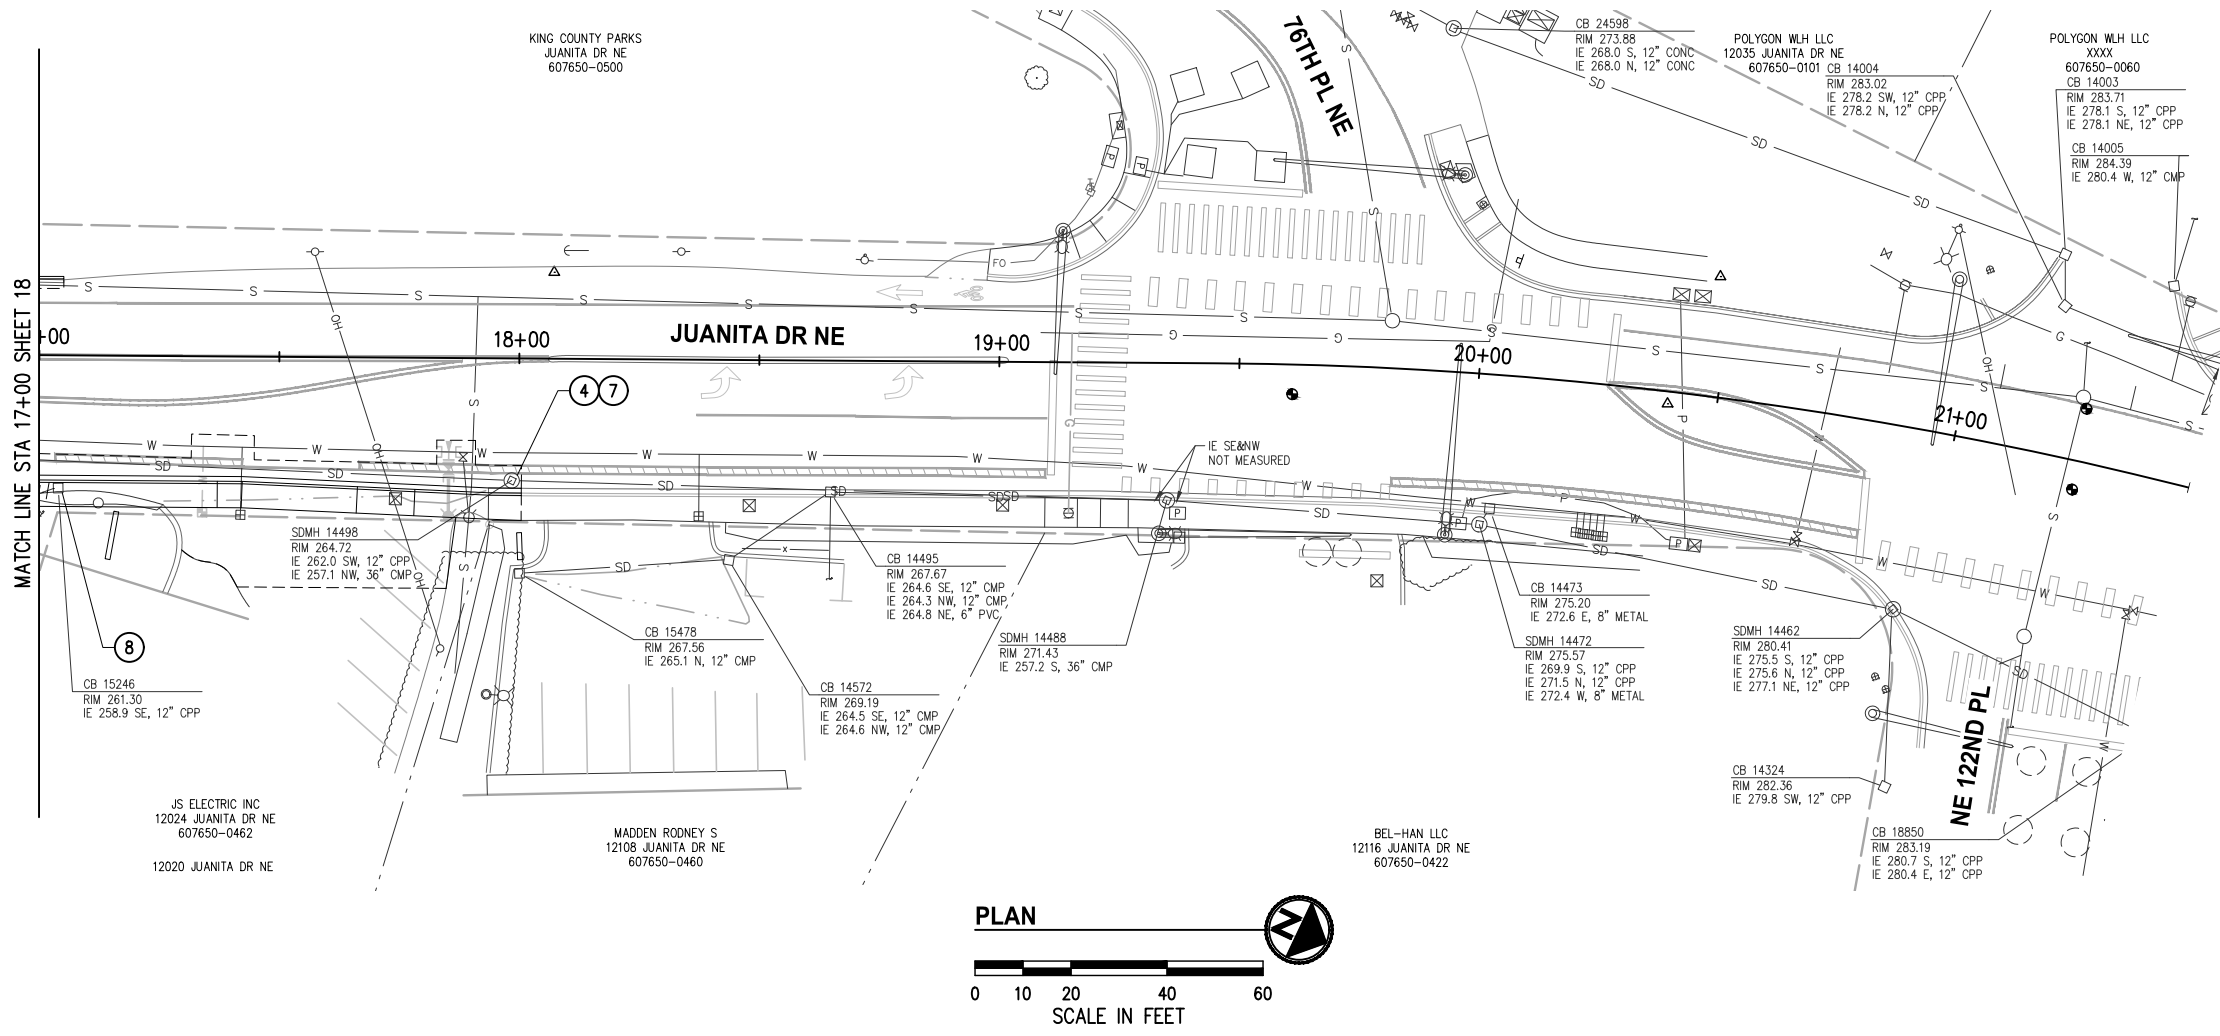 KING COUNTY PARKS
JUANITA DR NE
607650-0500
76TH PL NE
CB 24598
RIM 273.88
IE 268.0 S, 12" CONC
IE 268.0 N, 12" CONC
POLYGON WLH LLC
12035 JUANITA DR NE
607650-0101
CB 14004
RIM 283.02
IE 278.2 SW, 12" CPP
IE 278.2 N, 12" CPP
POLYGON WLH LLC
XXXX
607650-0060
CB 14003
RIM 283.71
IE 278.1 S, 12" CPP
IE 278.1 NE, 12" CPP
CB 14005
RIM 284.39
IE 280.4 W, 12" CMP
MATCH LINE STA 17+00 SHEET 18
+00
18+00
JUANITA DR NE
19+00
20+00
21+00
FO
4
7
IE SE&NW
NOT MEASURED
SDMH 14498
RIM 264.72
IE 262.0 SW, 12" CPP
IE 257.1 NW, 36" CMP
8
CB 15246
RIM 261.30
IE 258.9 SE, 12" CPP
CB 15478
RIM 267.56
IE 265.1 N, 12" CMP
CB 14572
RIM 269.19
IE 264.5 SE, 12" CMP
IE 264.6 NW, 12" CMP
CB 14495
RIM 267.67
IE 264.6 SE, 12" CMP
IE 264.3 NW, 12" CMP
IE 264.8 NE, 6" PVC
SDMH 14488
RIM 271.43
IE 257.2 S, 36" CMP
CB 14473
RIM 275.20
IE 272.6 E, 8" METAL
SDMH 14472
RIM 275.57
IE 269.9 S, 12" CPP
IE 271.5 N, 12" CPP
IE 272.4 W, 8" METAL
SDMH 14462
RIM 280.41
IE 275.5 S, 12" CPP
IE 275.6 N, 12" CPP
IE 277.1 NE, 12" CPP
CB 14324
RIM 282.36
IE 279.8 SW, 12" CPP
NE 122ND PL
CB 18850
RIM 283.19
IE 280.7 S, 12" CPP
IE 280.4 E, 12" CPP
JS ELECTRIC INC
12024 JUANITA DR NE
607650-0462
12020 JUANITA DR NE
MADDEN RODNEY S
12108 JUANITA DR NE
607650-0460
BEL-HAN LLC
12116 JUANITA DR NE
607650-0422
PLAN
N
0 10 20 40 60
SCALE IN FEET